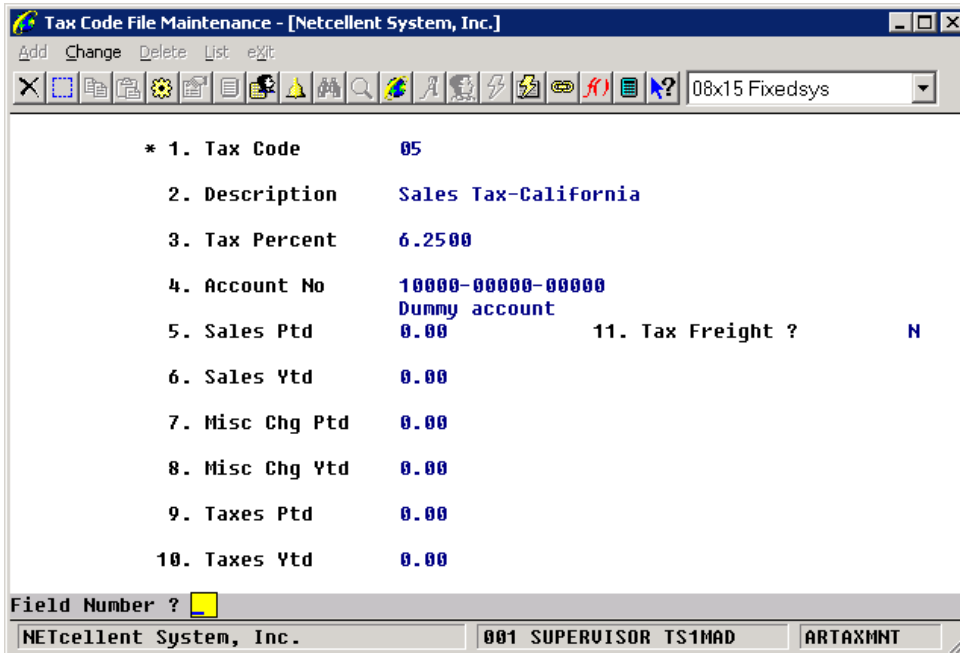 Tax Code File Maintenance - [Netcellent System, Inc.]
Add Change Delete List eXit
08x15 Fixedsys
* 1. Tax Code 05
2. Description Sales Tax-California
3. Tax Percent 6.2500
4. Account No 10000-00000-00000
Dummy account
5. Sales Ptd 0.00 11. Tax Freight ? N
6. Sales Ytd 0.00
7. Misc Chg Ptd 0.00
8. Misc Chg Ytd 0.00
9. Taxes Ptd 0.00
10. Taxes Ytd 0.00
Field Number ?
NETcellent System, Inc. 001 SUPERVISOR TS1MAD ARTAXMNT